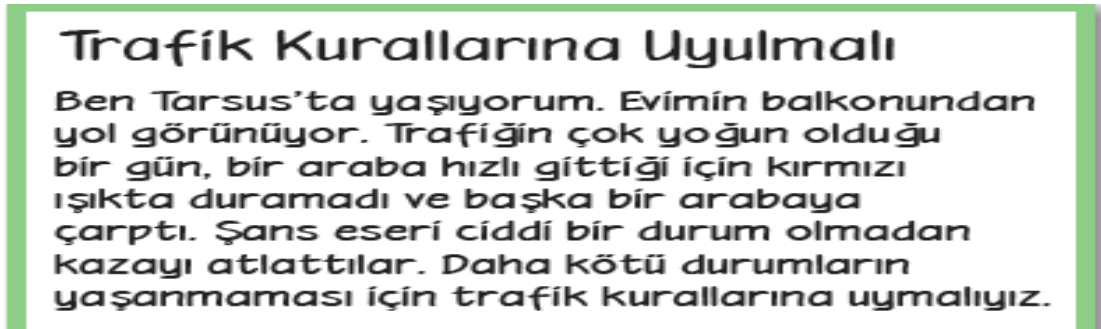 Trafik Kurallarına Uyulmalı
Ben Tarsus'ta yaşıyorum. Evimin balkonundan
yol görünüyor. Trafiğin çok yoğun olduğu
bir gün, bir araba hızlı gittiği için kırmızı
ışıkta duramadı ve başka bir arabaya
çarptı. Şans eseri ciddi bir durum olmadan
kazayı atlattılar. Daha kötü durumların
yaşanmaması için trafik kurallarına uymalıyız.